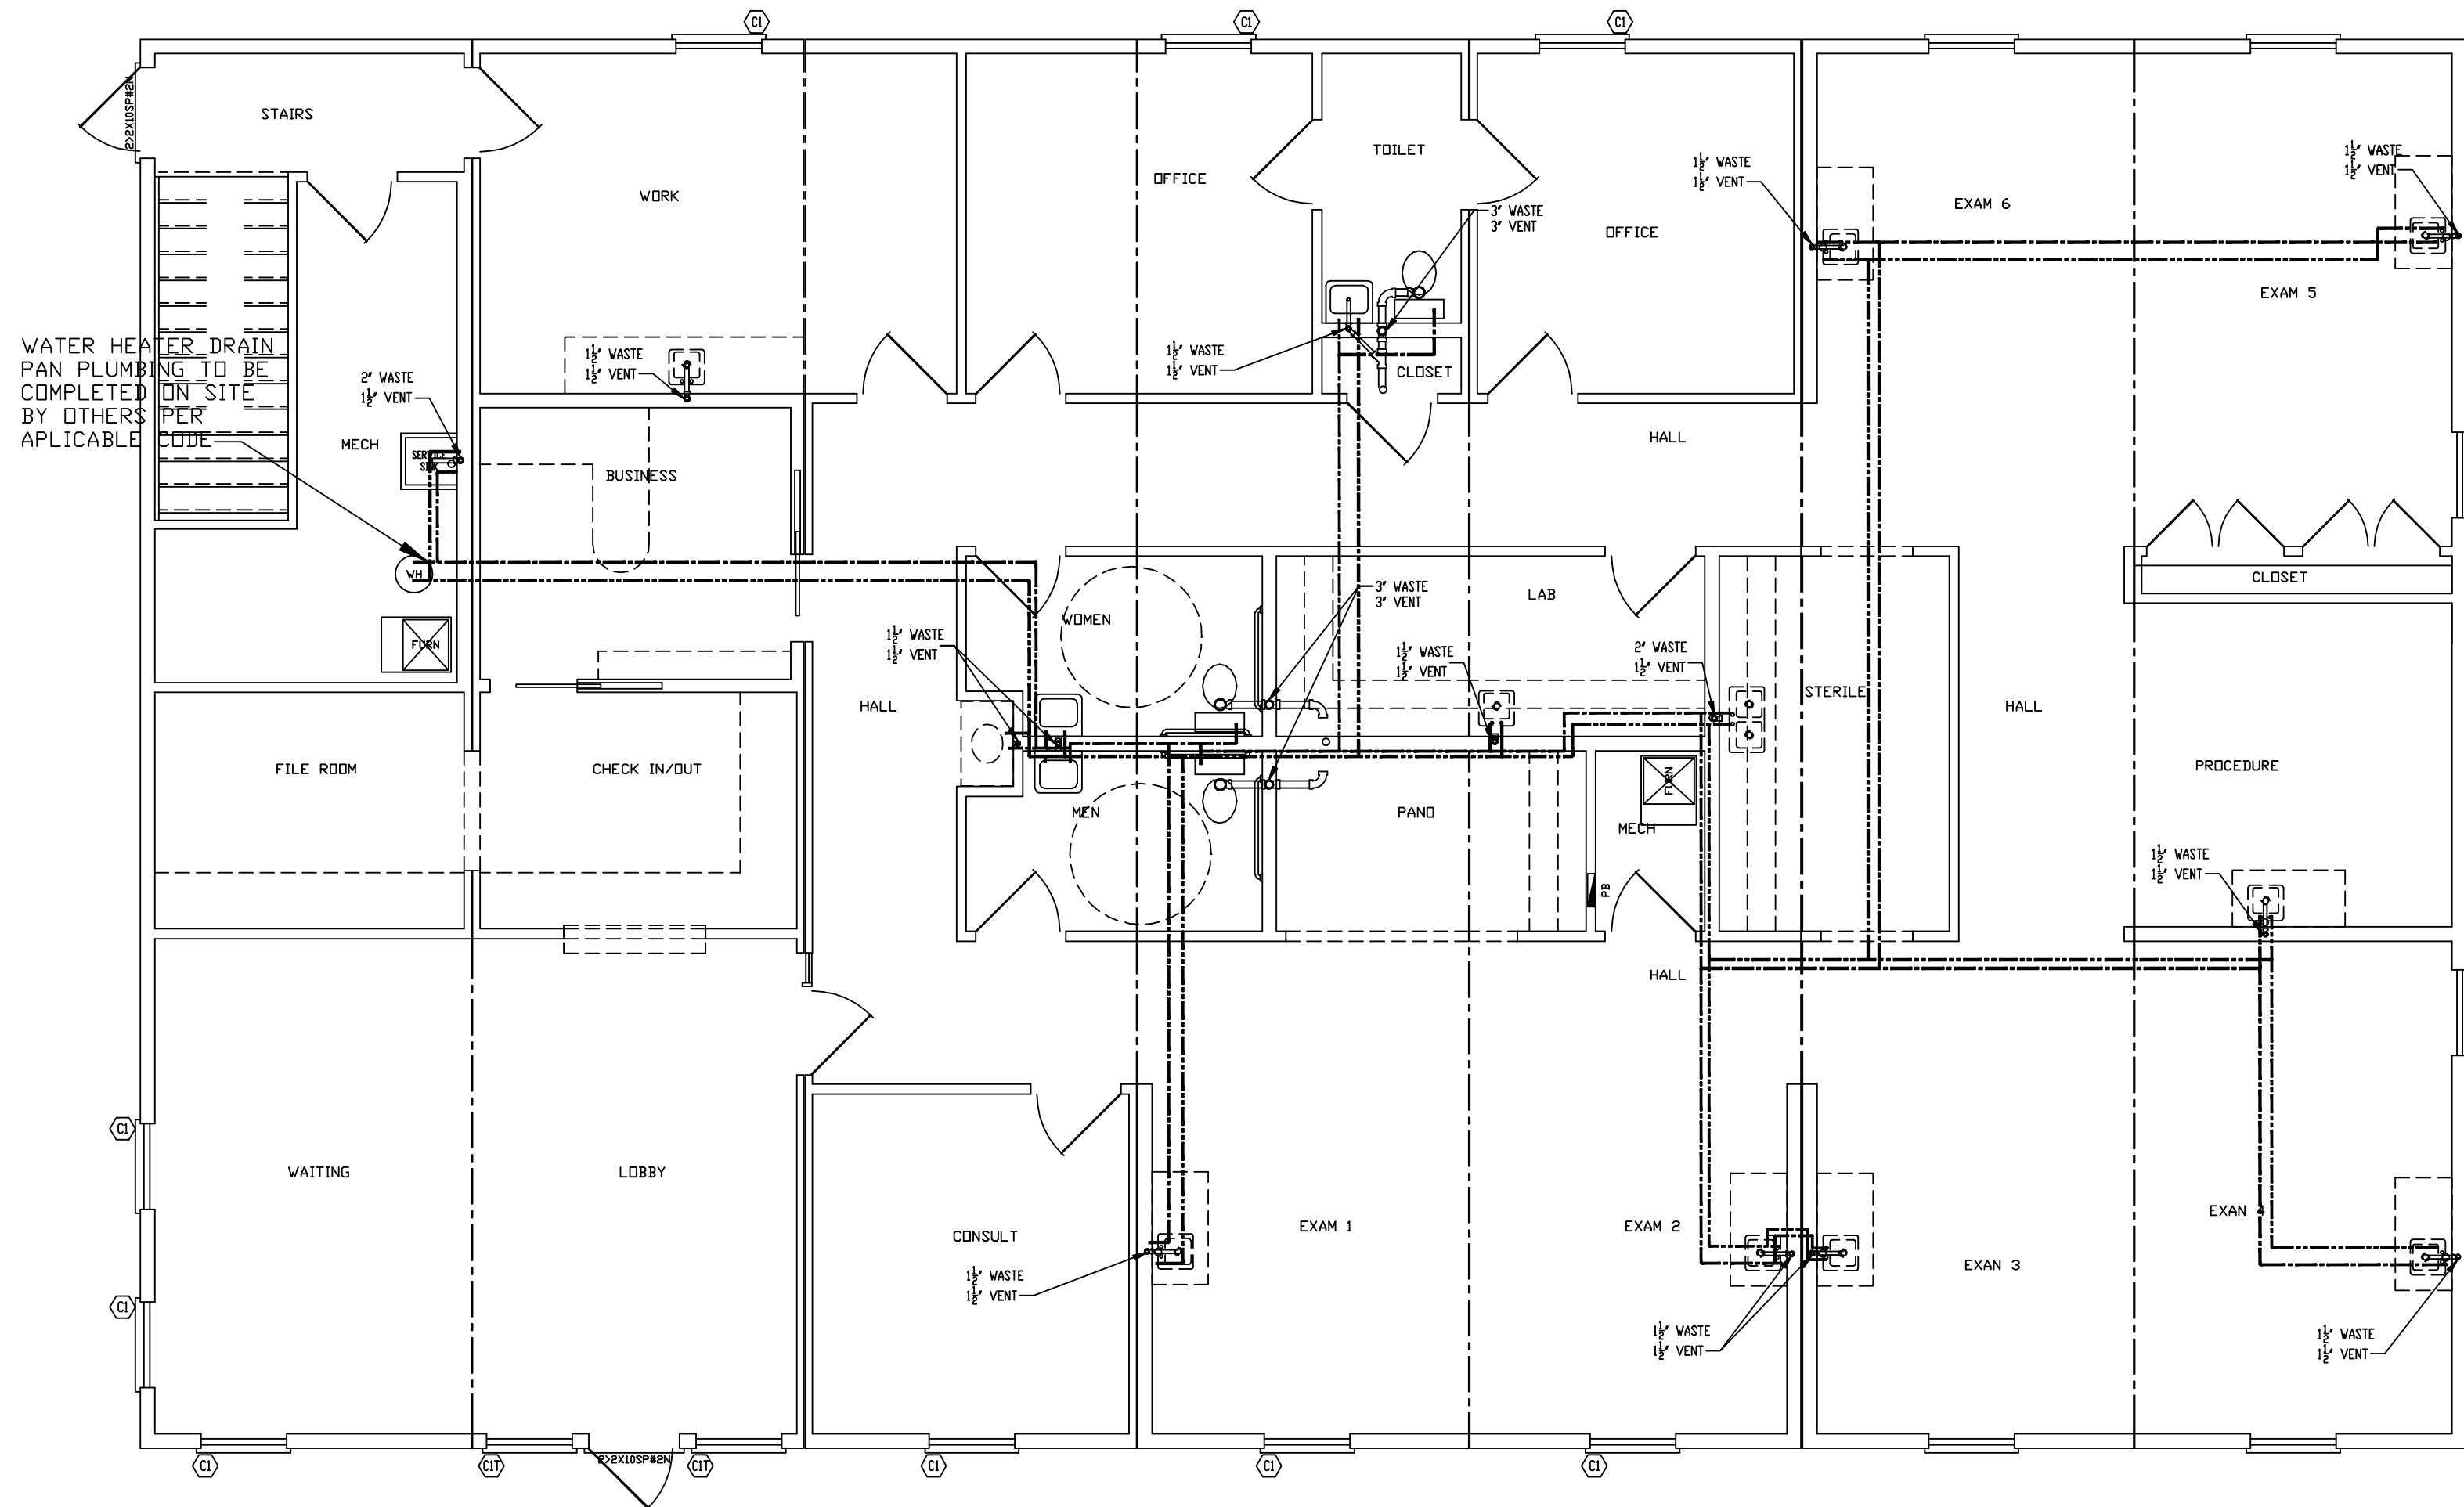 C1
C1
C1
2>2X10SP#2N
STAIRS
WORK
OFFICE
TOILET
OFFICE
1½" WASTE
1½" VENT
EXAM 6
1½" WASTE
1½" VENT
3" WASTE
3" VENT
EXAM 5
WATER HEATER DRAIN
PAN PLUMBING TO BE
COMPLETED ON SITE
BY OTHERS PER
APLICABLE CODE
2" WASTE
1½" VENT
1½" WASTE
1½" VENT
1½" WASTE
1½" VENT
CLOSET
MECH
SERVICE
SINK
BUSINESS
HALL
WH
FURN
WOMEN
3" WASTE
3" VENT
LAB
CLOSET
1½" WASTE
1½" VENT
1½" WASTE
1½" VENT
2" WASTE
1½" VENT
HALL
STERILE
HALL
FILE ROOM
CHECK IN/OUT
MEN
PANO
FURN
MECH
PB
PROCEDURE
1½" WASTE
1½" VENT
HALL
C1
WAITING
LOBBY
CONSULT
EXAM 1
EXAM 2
EXAN 3
EXAN 4
1½" WASTE
1½" VENT
C1
1½" WASTE
1½" VENT
1½" WASTE
1½" VENT
2>2X10SP#2N
C1
C1T
C1T
C1
C1
C1